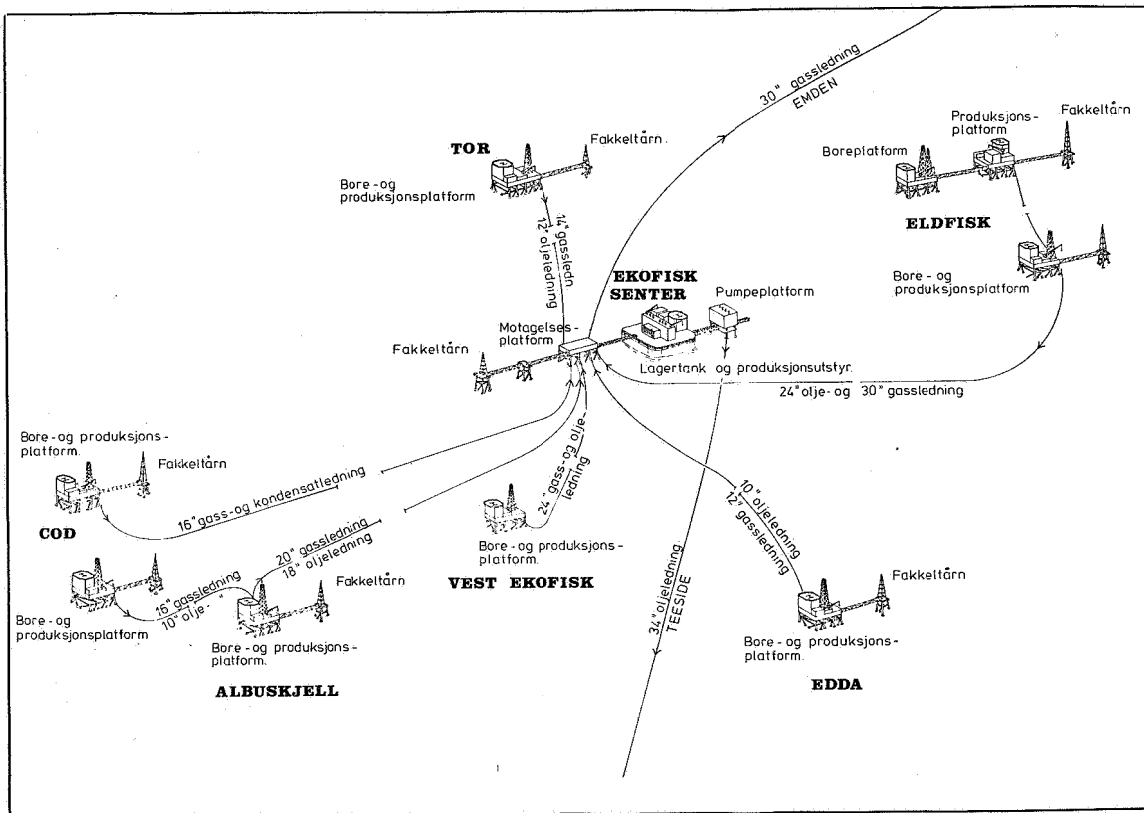 30" gassledning
EMDEN
TOR
Fakkeltårn.
Bore - og
produksjonsplatform
14" gassledn
12" oljeledning
Produksjons-
platform
Fakkeltårn
Boreplatform
ELDFISK
Bore - og
produksjonsplatform
EKOFISK
SENTER
Pumpeplatform
Motagelses-
platform
Fakkeltårn
Lagertank og produksjonsutstyr.
24" olje- og 30" gassledning
Bore - og produksjons -
platform.
Fakkeltårn
COD
16" gass- og kondensatledning
24" gass- og olje-
ledning
Bore - og produksjons -
platform.
VEST EKOFISK
20" gassledning
18" oljeledning
16" gassledning
10" olje- "
Bore - og
produksjonsplatform
Fakkeltårn
Bore - og produksjons-
platform.
ALBUSKJELL
34" oljeledning
TEESIDE
10" oljeledning
12" gassledning
Fakkeltårn
Bore - og produksjons-
platform.
EDDA